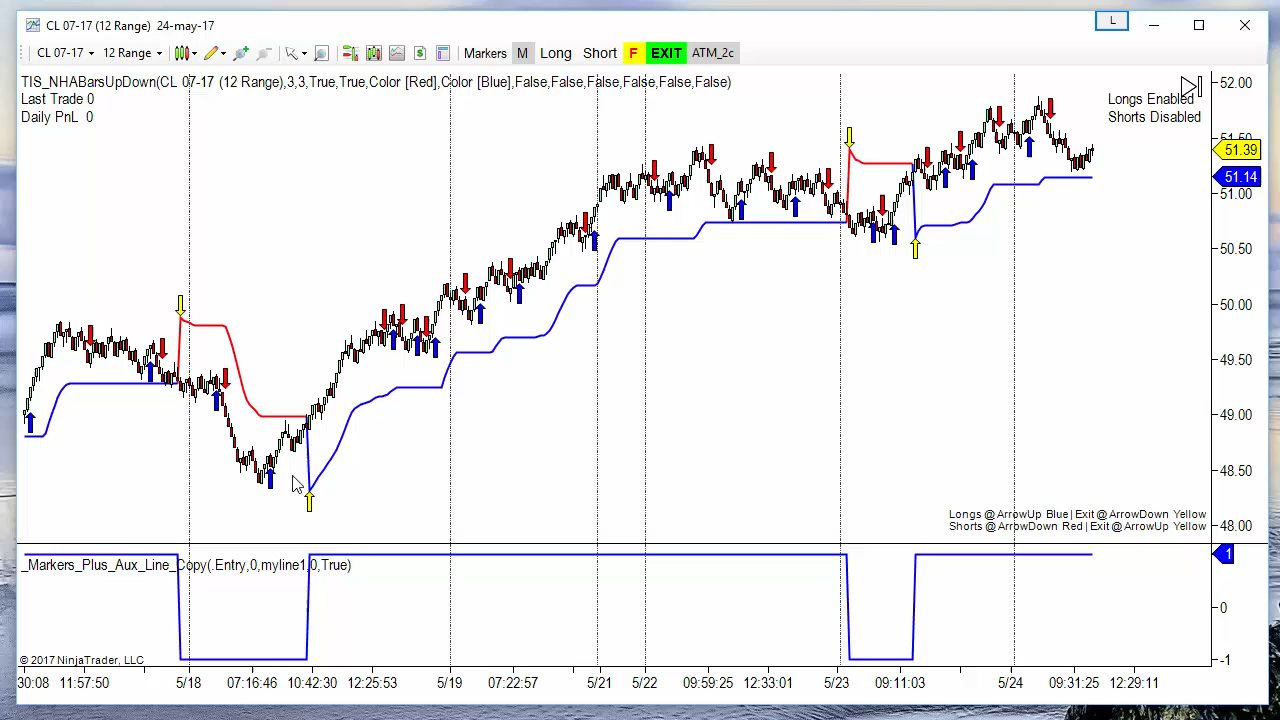 CL 07-17 (12 Range) 24-may-17
L
CL 07-17 12 Range Markers M Long Short F EXIT ATM_2c
TIS_NHABarsUpDown(CL 07-17 (12 Range),3,3,True,True,Color [Red],Color [Blue],False,False,False,False,False,False)
Last Trade 0
Daily PnL 0
Longs Enabled
Shorts Disabled
52.00
51.50
51.39
51.14
51.00
50.50
50.00
49.50
49.00
48.50
48.00
Longs @ArrowUp Blue| Exit @ArrowDown Yellow
Shorts @ArrowDown Red| Exit @ArrowUp Yellow
_Markers_Plus_Aux_Line_Copy(.Entry,0,myline1,0,True)
1
0
-1
© 2017 NinjaTrader, LLC
30:08 11:57:50 5/18 07:16:46 10:42:30 12:25:53 5/19 07:22:57 5/21 5/22 09:59:25 12:33:01 5/23 09:11:03 5/24 09:31:25 12:29:11